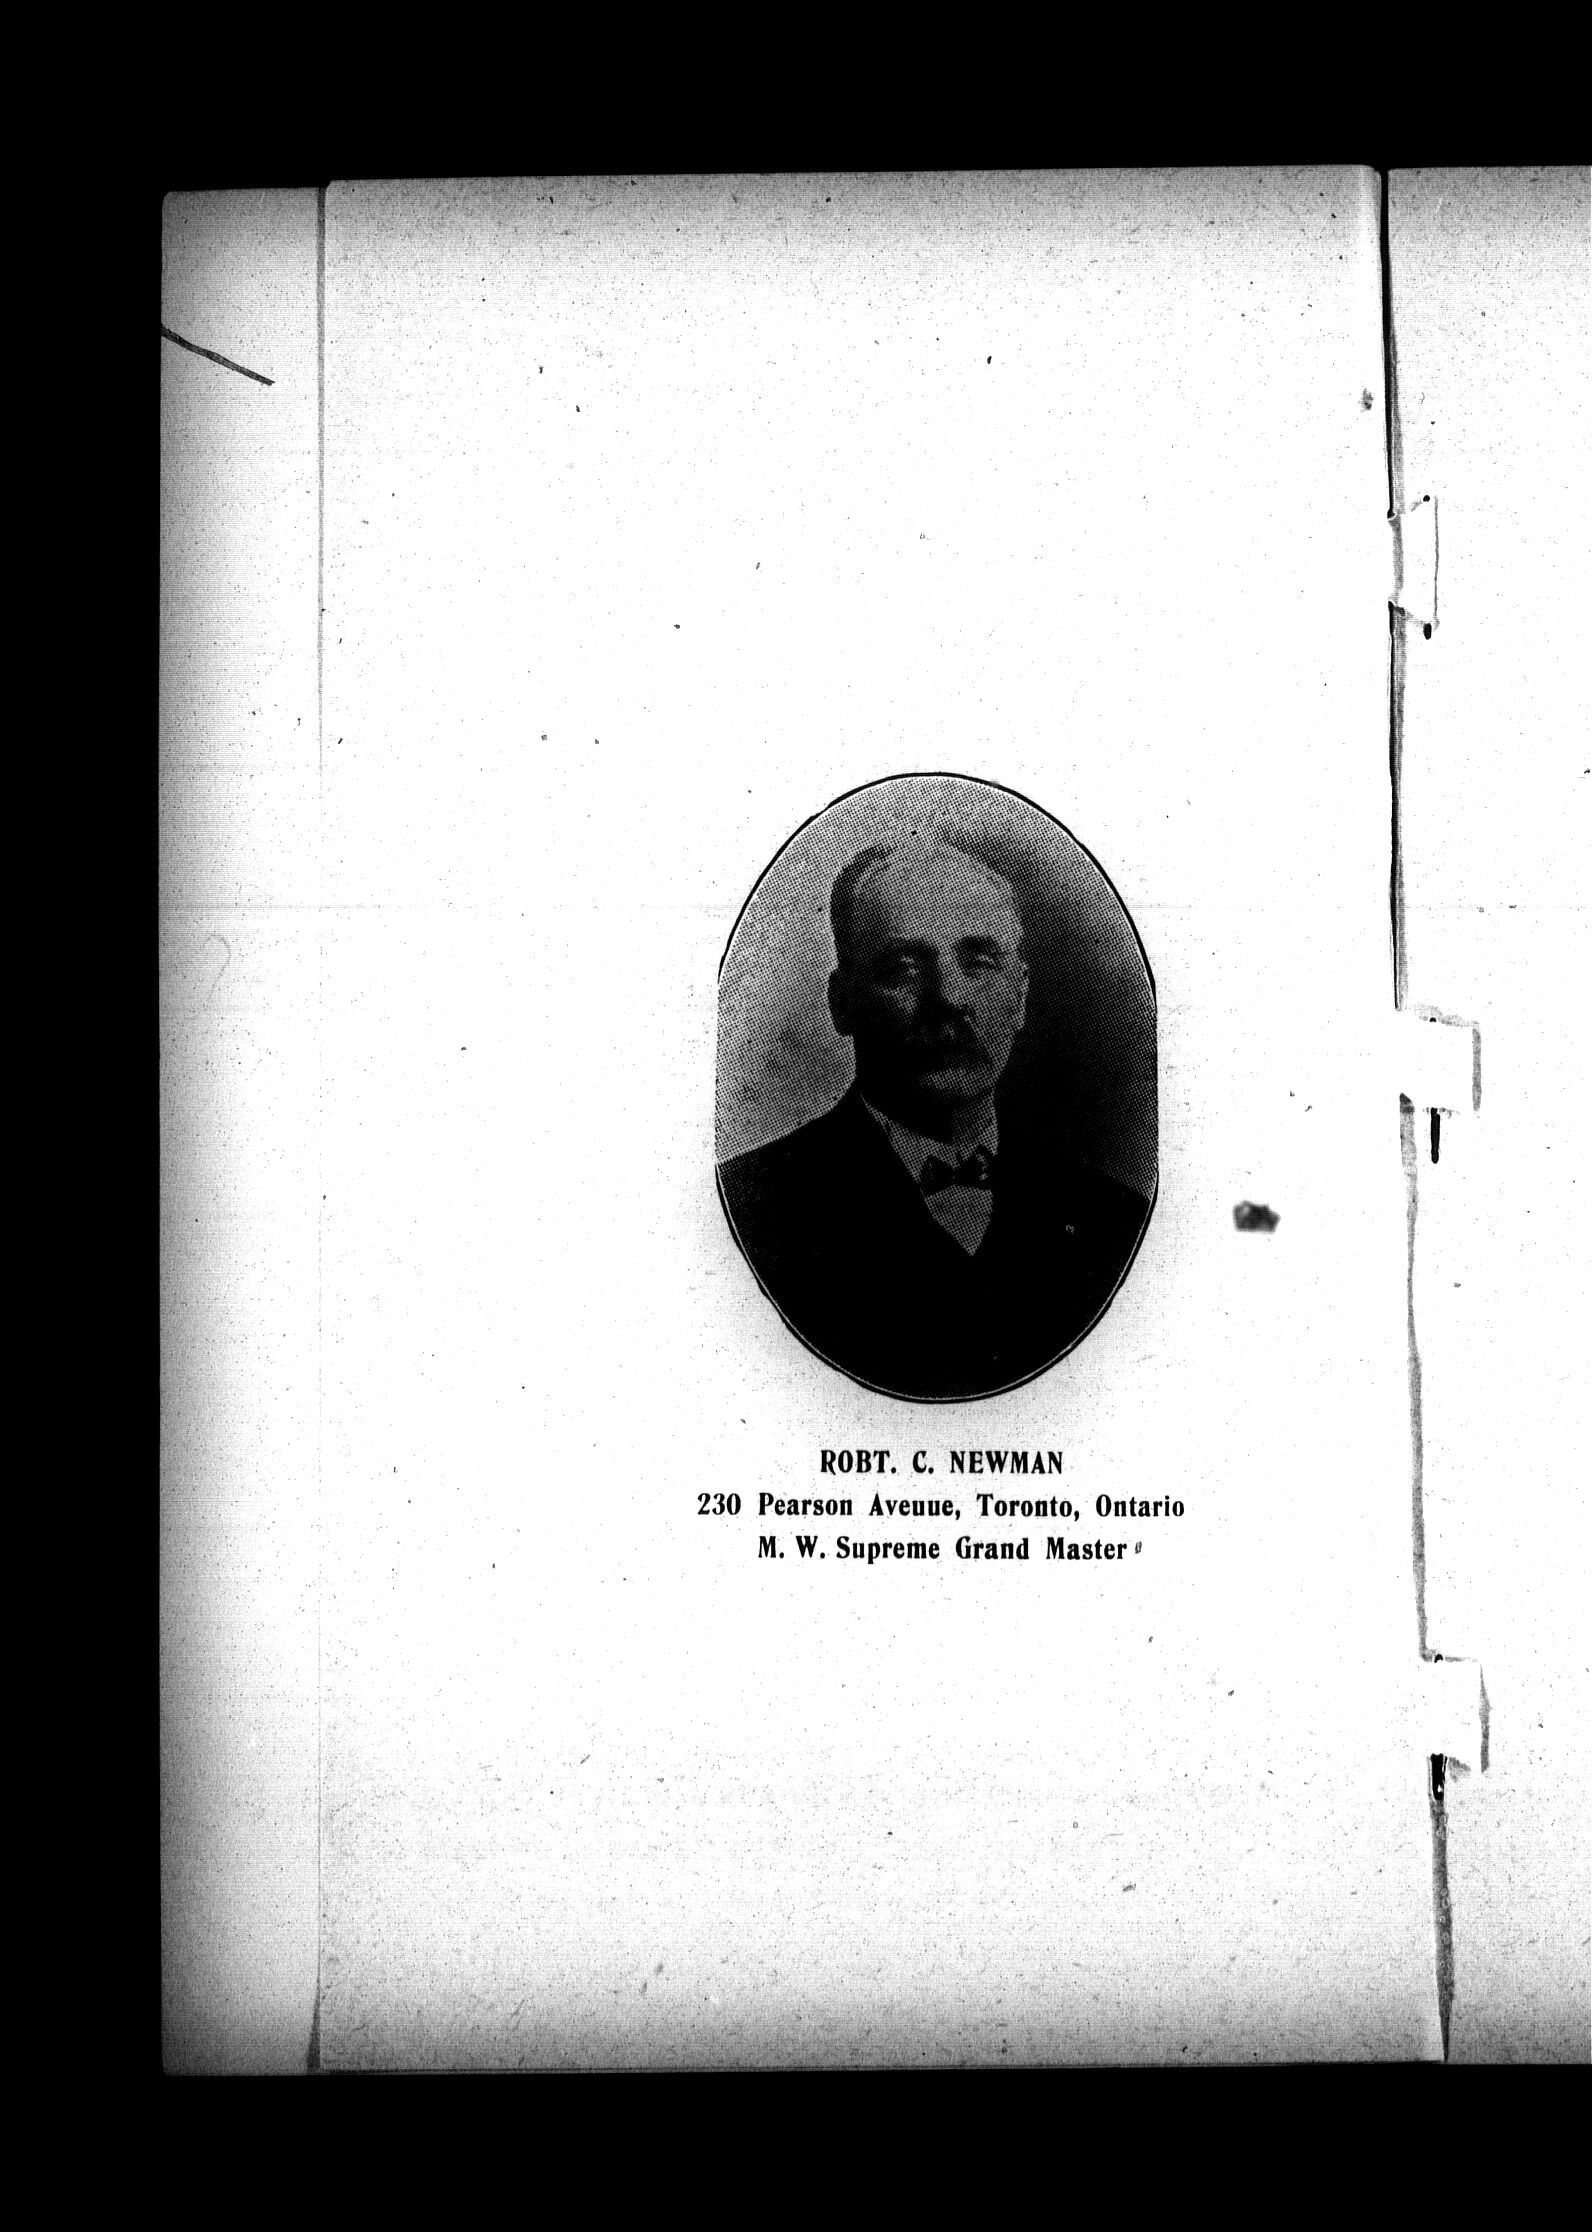 ROBT. C. NEWMAN
230 Pearson Aveuue, Toronto, Ontario
M. W. Supreme Grand Master